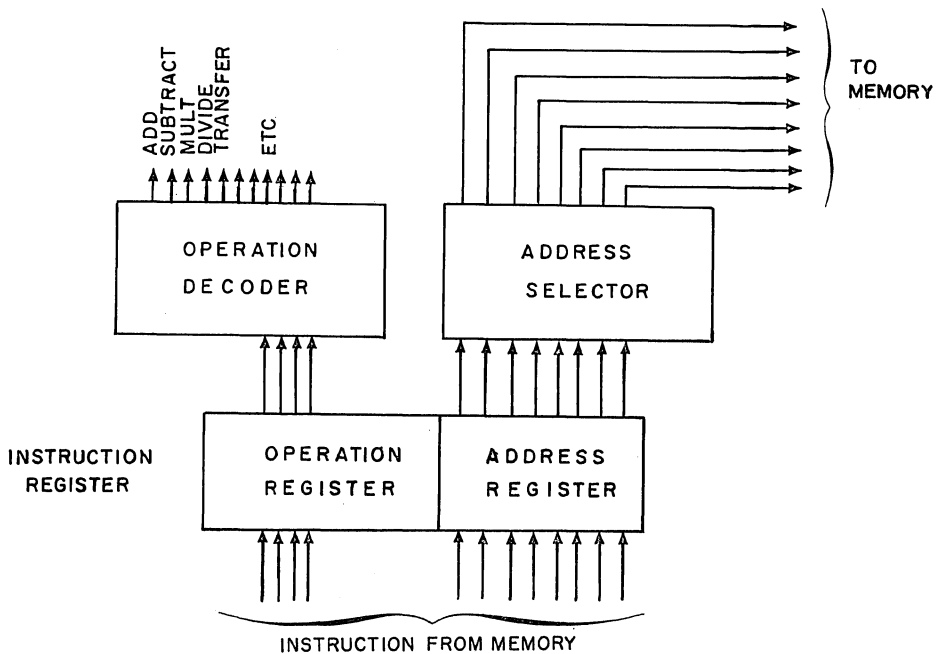 ADD
SUBTRACT
MULT
DIVIDE
TRANSFER
ETC.
TO
MEMORY
OPERATION
DECODER
ADDRESS
SELECTOR
INSTRUCTION
REGISTER
OPERATION
REGISTER
ADDRESS
REGISTER
INSTRUCTION FROM MEMORY